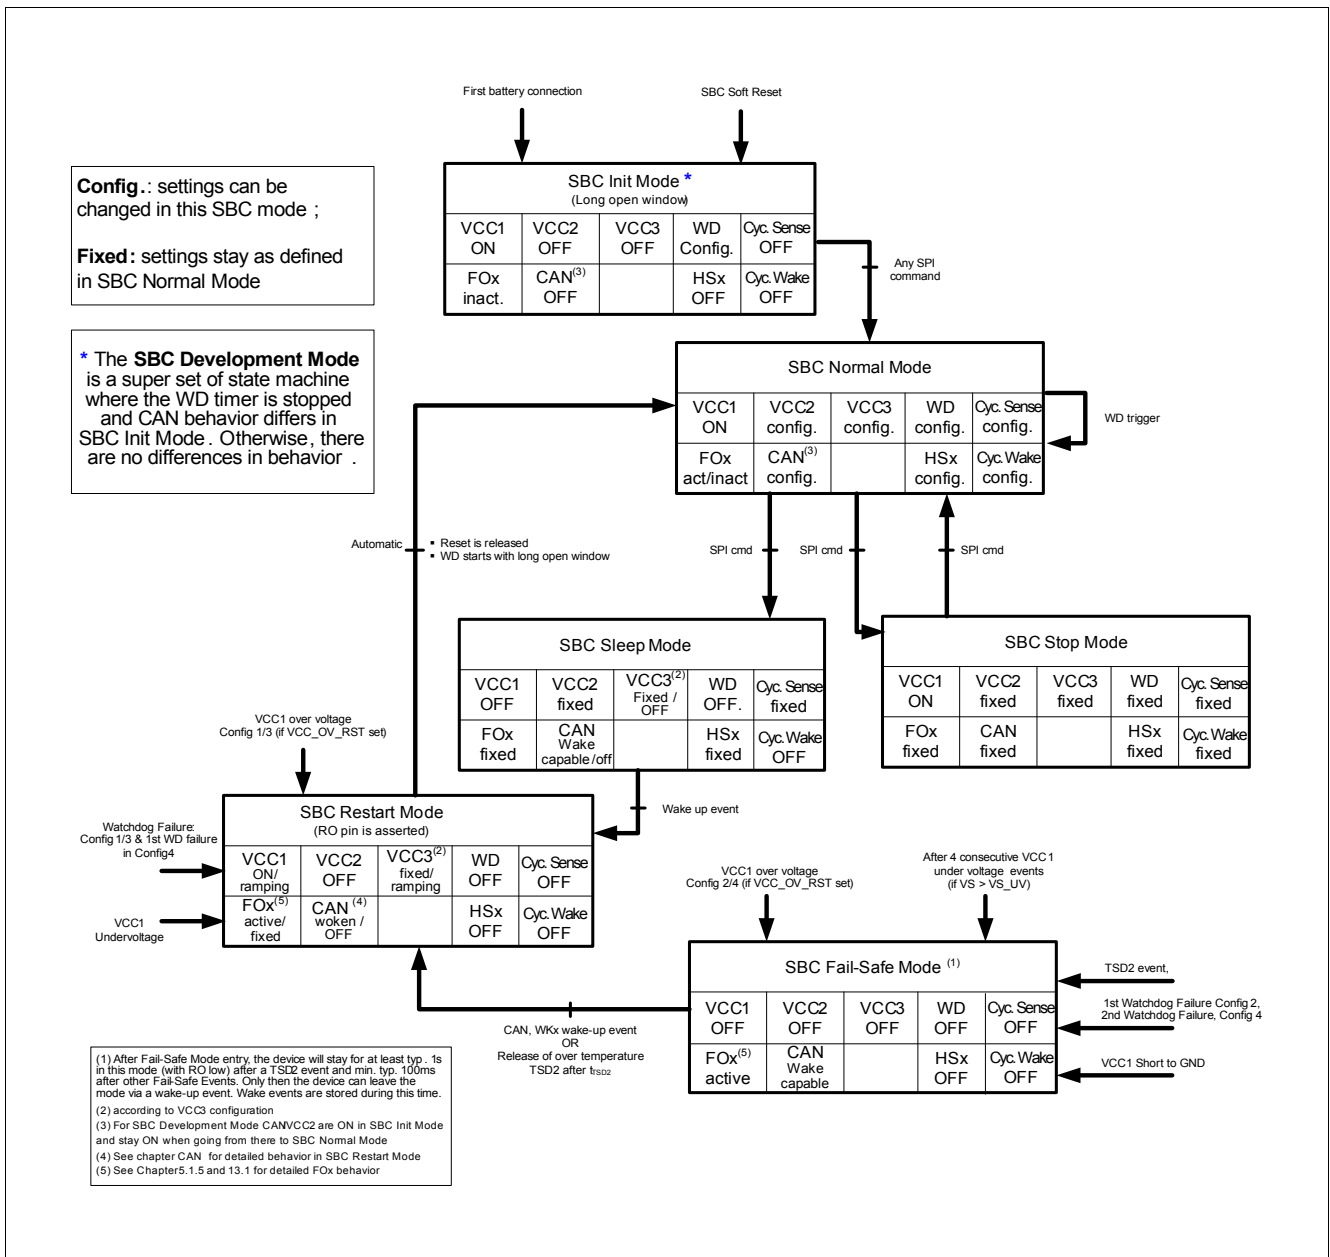 First battery connection
SBC Soft Reset
Config.: settings can be
changed in this SBC mode ;
Fixed: settings stay as defined
in SBC Normal Mode
* The SBC Development Mode
is a super set of state machine
where the WD timer is stopped
and CAN behavior differs in
SBC Init Mode . Otherwise , there
are no differences in behavior .
SBC Init Mode *
(Long open window)
VCC1
ON
VCC2
OFF
VCC3
OFF
WD
Config.
Cyc. Sense
OFF
FOx
inact.
CAN(3)
OFF
HSx
OFF
Cyc. Wake
OFF
Any SPI
command
SBC Normal Mode
VCC1
ON
VCC2
config.
VCC3
config.
WD
config.
Cyc. Sense
config.
FOx
act/inact
CAN(3)
config.
HSx
config.
Cyc. Wake
config.
WD trigger
Automatic
▪ Reset is released
▪ WD starts with long open window
SPI cmd
SPI cmd
SPI cmd
SBC Sleep Mode
VCC1
OFF
VCC2
fixed
VCC3(2)
Fixed /
OFF
WD
OFF.
Cyc. Sense
fixed
FOx
fixed
CAN
Wake
capable /off
HSx
fixed
Cyc. Wake
OFF
SBC Stop Mode
VCC1
ON
VCC2
fixed
VCC3
fixed
WD
fixed
Cyc. Sense
fixed
FOx
fixed
CAN
fixed
HSx
fixed
Cyc. Wake
fixed
VCC1 over voltage
Config 1/3 (if VCC_OV_RST set)
Wake up event
Watchdog Failure:
Config 1/3 & 1st WD failure
in Config4
VCC1
Undervoltage
SBC Restart Mode
(RO pin is asserted)
VCC1
ON/
ramping
VCC2
OFF
VCC3(2)
fixed/
ramping
WD
OFF
Cyc. Sense
OFF
FOx(5)
active/
fixed
CAN(4)
woken /
OFF
HSx
OFF
Cyc. Wake
OFF
VCC1 over voltage
Config 2/4 (if VCC_OV_RST set)
After 4 consecutive VCC1
under voltage events
(if VS > VS_UV)
SBC Fail-Safe Mode (1)
VCC1
OFF
VCC2
OFF
VCC3
OFF
WD
OFF
Cyc. Sense
OFF
FOx(5)
active
CAN
Wake
capable
HSx
OFF
Cyc. Wake
OFF
TSD2 event,
1st Watchdog Failure Config 2,
2nd Watchdog Failure, Config 4
VCC1 Short to GND
CAN, WKx wake-up event
OR
Release of over temperature
TSD2 after tTSD2
(1) After Fail-Safe Mode entry, the device will stay for at least typ . 1s
in this mode (with RO low) after a TSD2 event and min. typ. 100ms
after other Fail-Safe Events. Only then the device can leave the
mode via a wake-up event. Wake events are stored during this time.
(2) according to VCC3 configuration
(3) For SBC Development Mode CAN/VCC2 are ON in SBC Init Mode
and stay ON when going from there to SBC Normal Mode
(4) See chapter CAN for detailed behavior in SBC Restart Mode
(5) See Chapter5.1.5 and 13.1 for detailed FOx behavior